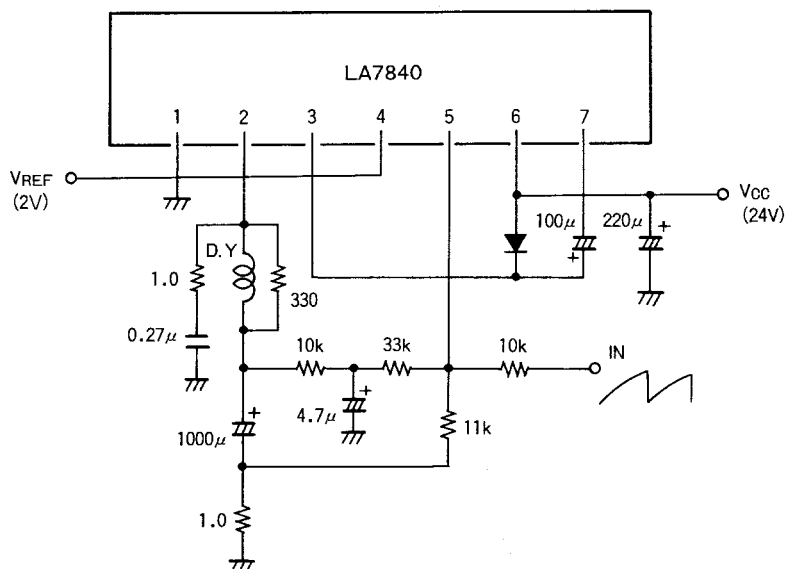 LA7840
1 2 3 4 5 6 7
VREF
(2V)
VCC
(24V)
100μ
220μ
+
+
D.Y
1.0
330
0.27μ
10k
33k
10k
IN
+
4.7μ
11k
+
1000μ
1.0